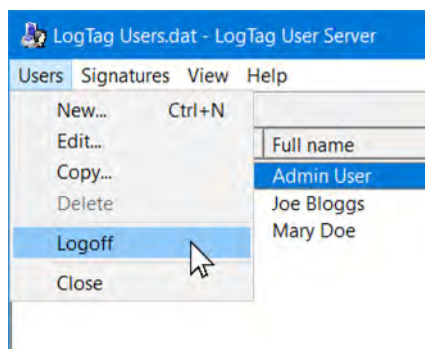 LogTag Users.dat - LogTag User Server
Users Signatures View Help
New... Ctrl+N
Edit...
Copy...
Delete
Logoff
Close
Full name
Admin User
Joe Bloggs
Mary Doe